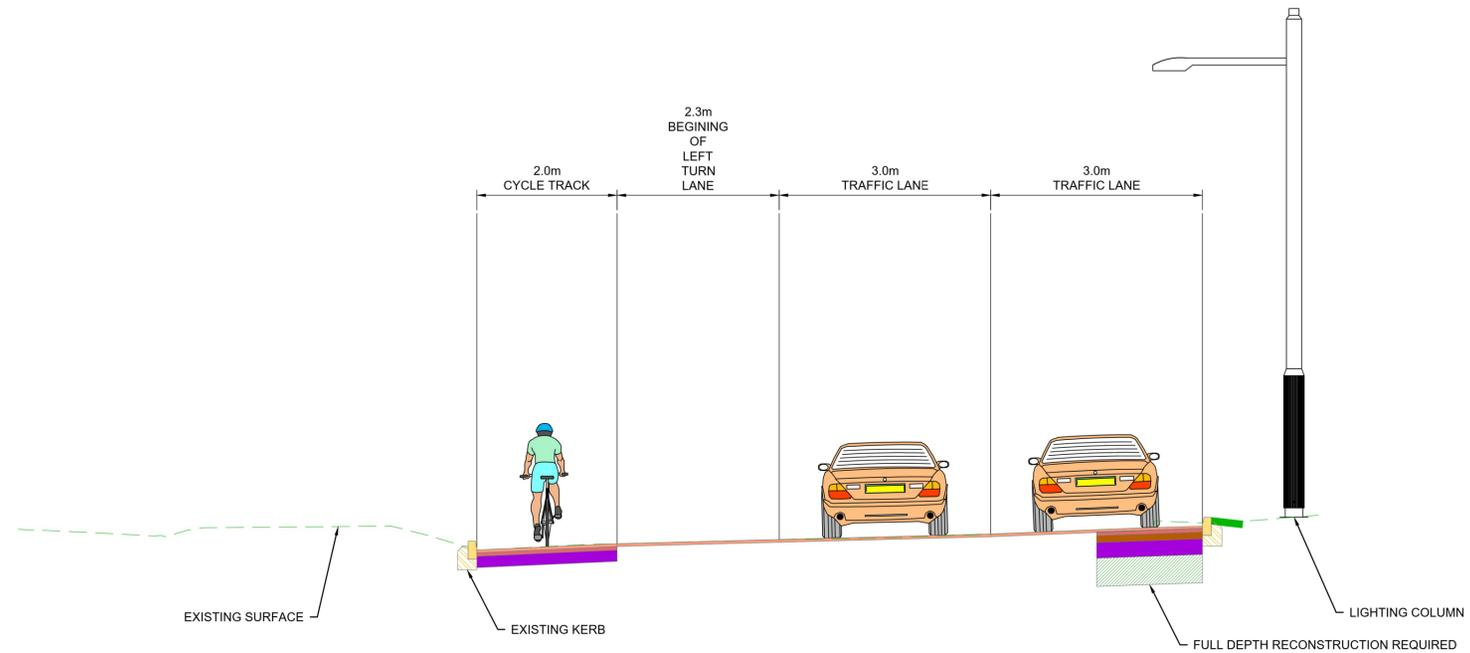 2.3m
BEGINING
OF
LEFT
TURN
LANE
2.0m
CYCLE TRACK
3.0m
TRAFFIC LANE
3.0m
TRAFFIC LANE
EXISTING SURFACE
EXISTING KERB
LIGHTING COLUMN
FULL DEPTH RECONSTRUCTION REQUIRED